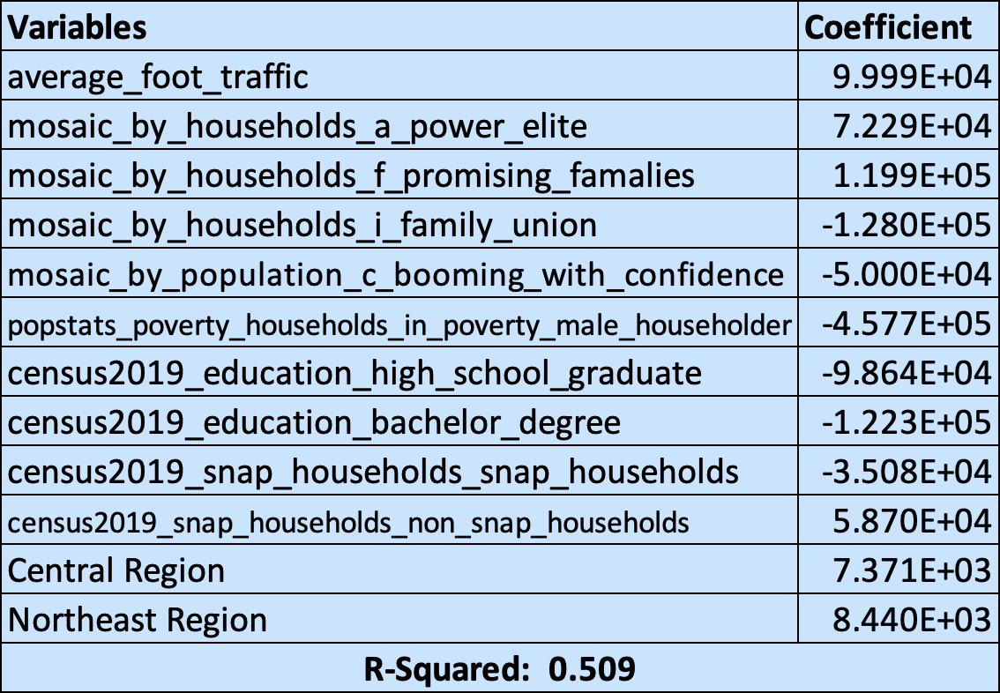 Variables Coefficient
average_foot_traffic 9.999E+04
mosaic_by_households_a_power_elite 7.229E+04
mosaic_by_households_f_promising_famalies 1.199E+05
mosaic_by_households_i_family_union -1.280E+05
mosaic_by_population_c_booming_with_confidence -5.000E+04
popstats_poverty_households_in_poverty_male_householder -4.577E+05
census2019_education_high_school_graduate -9.864E+04
census2019_education_bachelor_degree -1.223E+05
census2019_snap_households_snap_households -3.508E+04
census2019_snap_households_non_snap_households 5.870E+04
Central Region 7.371E+03
Northeast Region 8.440E+03
R-Squared: 0.509